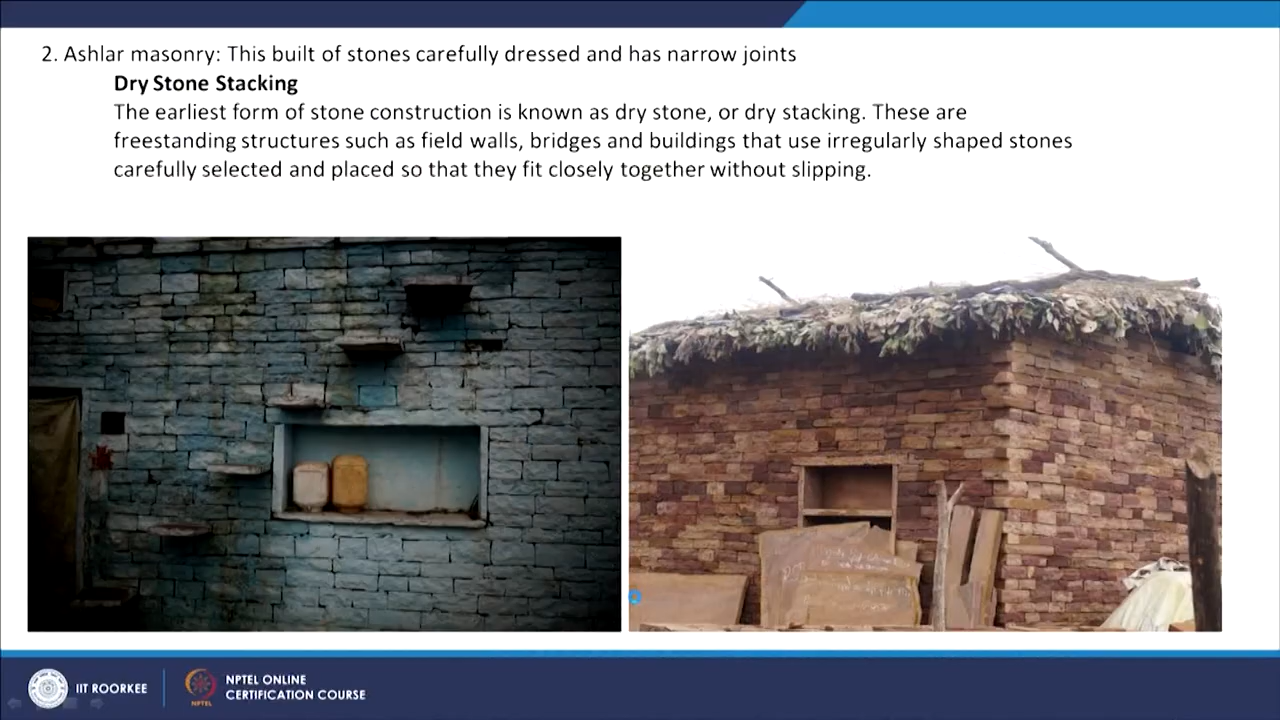 2. Ashlar masonry: This built of stones carefully dressed and has narrow joints
Dry Stone Stacking
The earliest form of stone construction is known as dry stone, or dry stacking. These are
freestanding structures such as field walls, bridges and buildings that use irregularly shaped stones
carefully selected and placed so that they fit closely together without slipping.
IIT ROORKEE
NPTEL
NPTEL ONLINE
CERTIFICATION COURSE